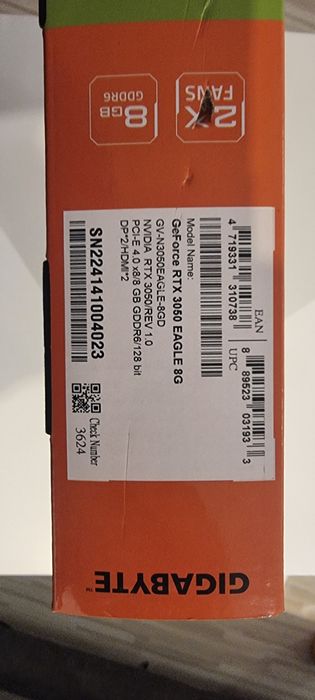 2X
FANS
8GB
GDDR6
EAN
4 719331 310738
UPC
8 89523 03193 3
Model Name:
GeForce RTX 3050 EAGLE 8G
GV-N3050EAGLE-8GD
NVIDIA RTX 3050/REV 1.0
PCI-E 4.0 x8/8 GB GDDR6/128 bit
DP*2/HDMI*2
SN224141004023
Check Number
3624
GIGABYTE™